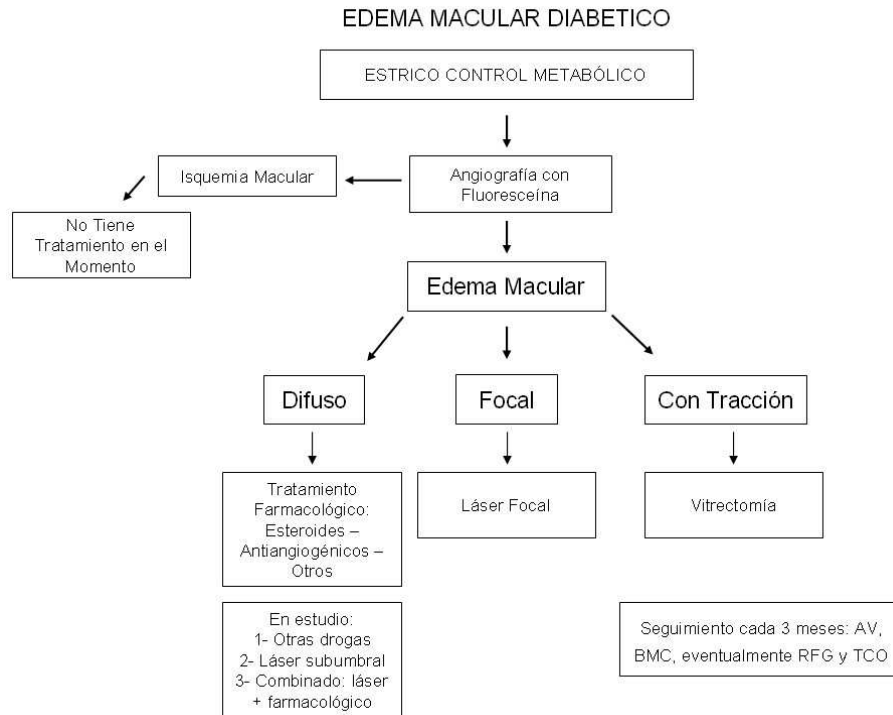 EDEMA MACULAR DIABETICO
ESTRICO CONTROL METABÓLICO
Isquemia Macular
Angiografía con
Fluoresceína
No Tiene
Tratamiento en el
Momento
Edema Macular
Difuso
Focal
Con Tracción
Tratamiento
Farmacológico:
Esteroides –
Antiangiogénicos –
Otros
Láser Focal
Vitrectomía
En estudio:
1- Otras drogas
2- Láser subumbral
3- Combinado: láser
+ farmacológico
Seguimiento cada 3 meses: AV,
BMC, eventualmente RFG y TCO